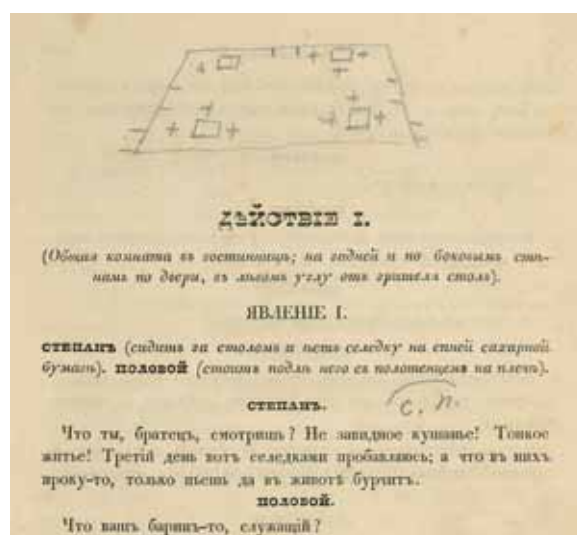 ДѢЙСТВІЕ I.
(Общая комната въ гостинницѣ; на задней и по боковымъ стѣ-
намъ по двери, въ лѣвомъ углу отъ зрителя столъ).
ЯВЛЕНІЕ I.
СТЕПАНЪ (сидитъ за столомъ и ѣстъ селедку на синей сахарной
бумагѣ). ПОЛОВОЙ (стоитъ подлѣ него съ полотенцемъ на плечѣ).
СТЕПАНЪ.
с. п.
Что ты, братецъ, смотришь? Не завидное кушанье! Тонкое
житье! Третій день вотъ селедками пробавляюсь; а что въ нихъ
проку-то, только пьешь да въ животѣ бурчитъ.
ПОЛОВОЙ.
Что вашъ баринъ-то, служащій?